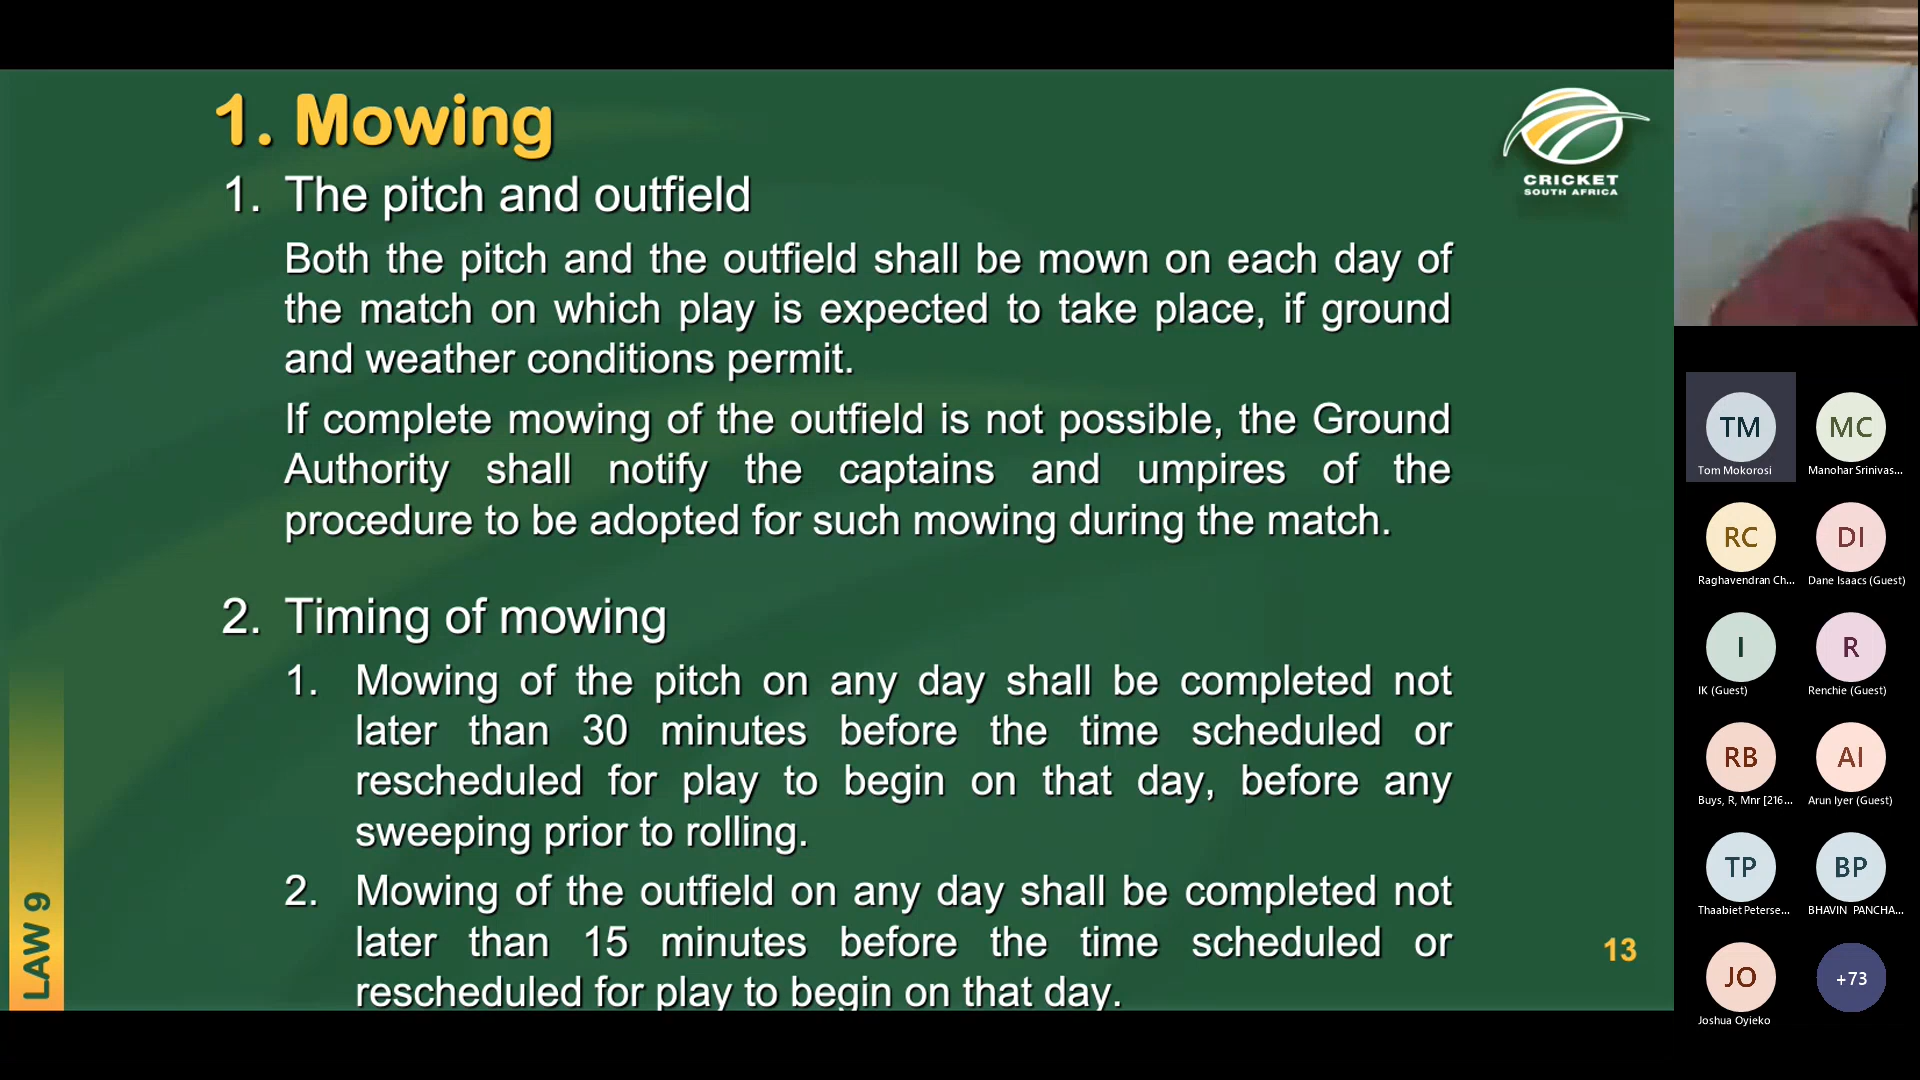 1. Mowing
1. The pitch and outfield
Both the pitch and the outfield shall be mown on each day of
the match on which play is expected to take place, if ground
and weather conditions permit.
If complete mowing of the outfield is not possible, the Ground
Authority shall notify the captains and umpires of the
procedure to be adopted for such mowing during the match.
2. Timing of mowing
1. Mowing of the pitch on any day shall be completed not
later than 30 minutes before the time scheduled or
rescheduled for play to begin on that day, before any
sweeping prior to rolling.
2. Mowing of the outfield on any day shall be completed not
later than 15 minutes before the time scheduled or
rescheduled for play to begin on that day.
LAW 9
13
CRICKET
SOUTH AFRICA
TM
Tom Mokorosi
MC
Manohar Srinivas...
RC
Raghavendran Ch...
DI
Dane Isaacs (Guest)
I
IK (Guest)
R
Renchie (Guest)
RB
Buys, R, Mnr [216...
AI
Arun Iyer (Guest)
TP
Thaabiet Peterse...
BP
BHAVIN PANCHA...
JO
Joshua Oyieko
+73